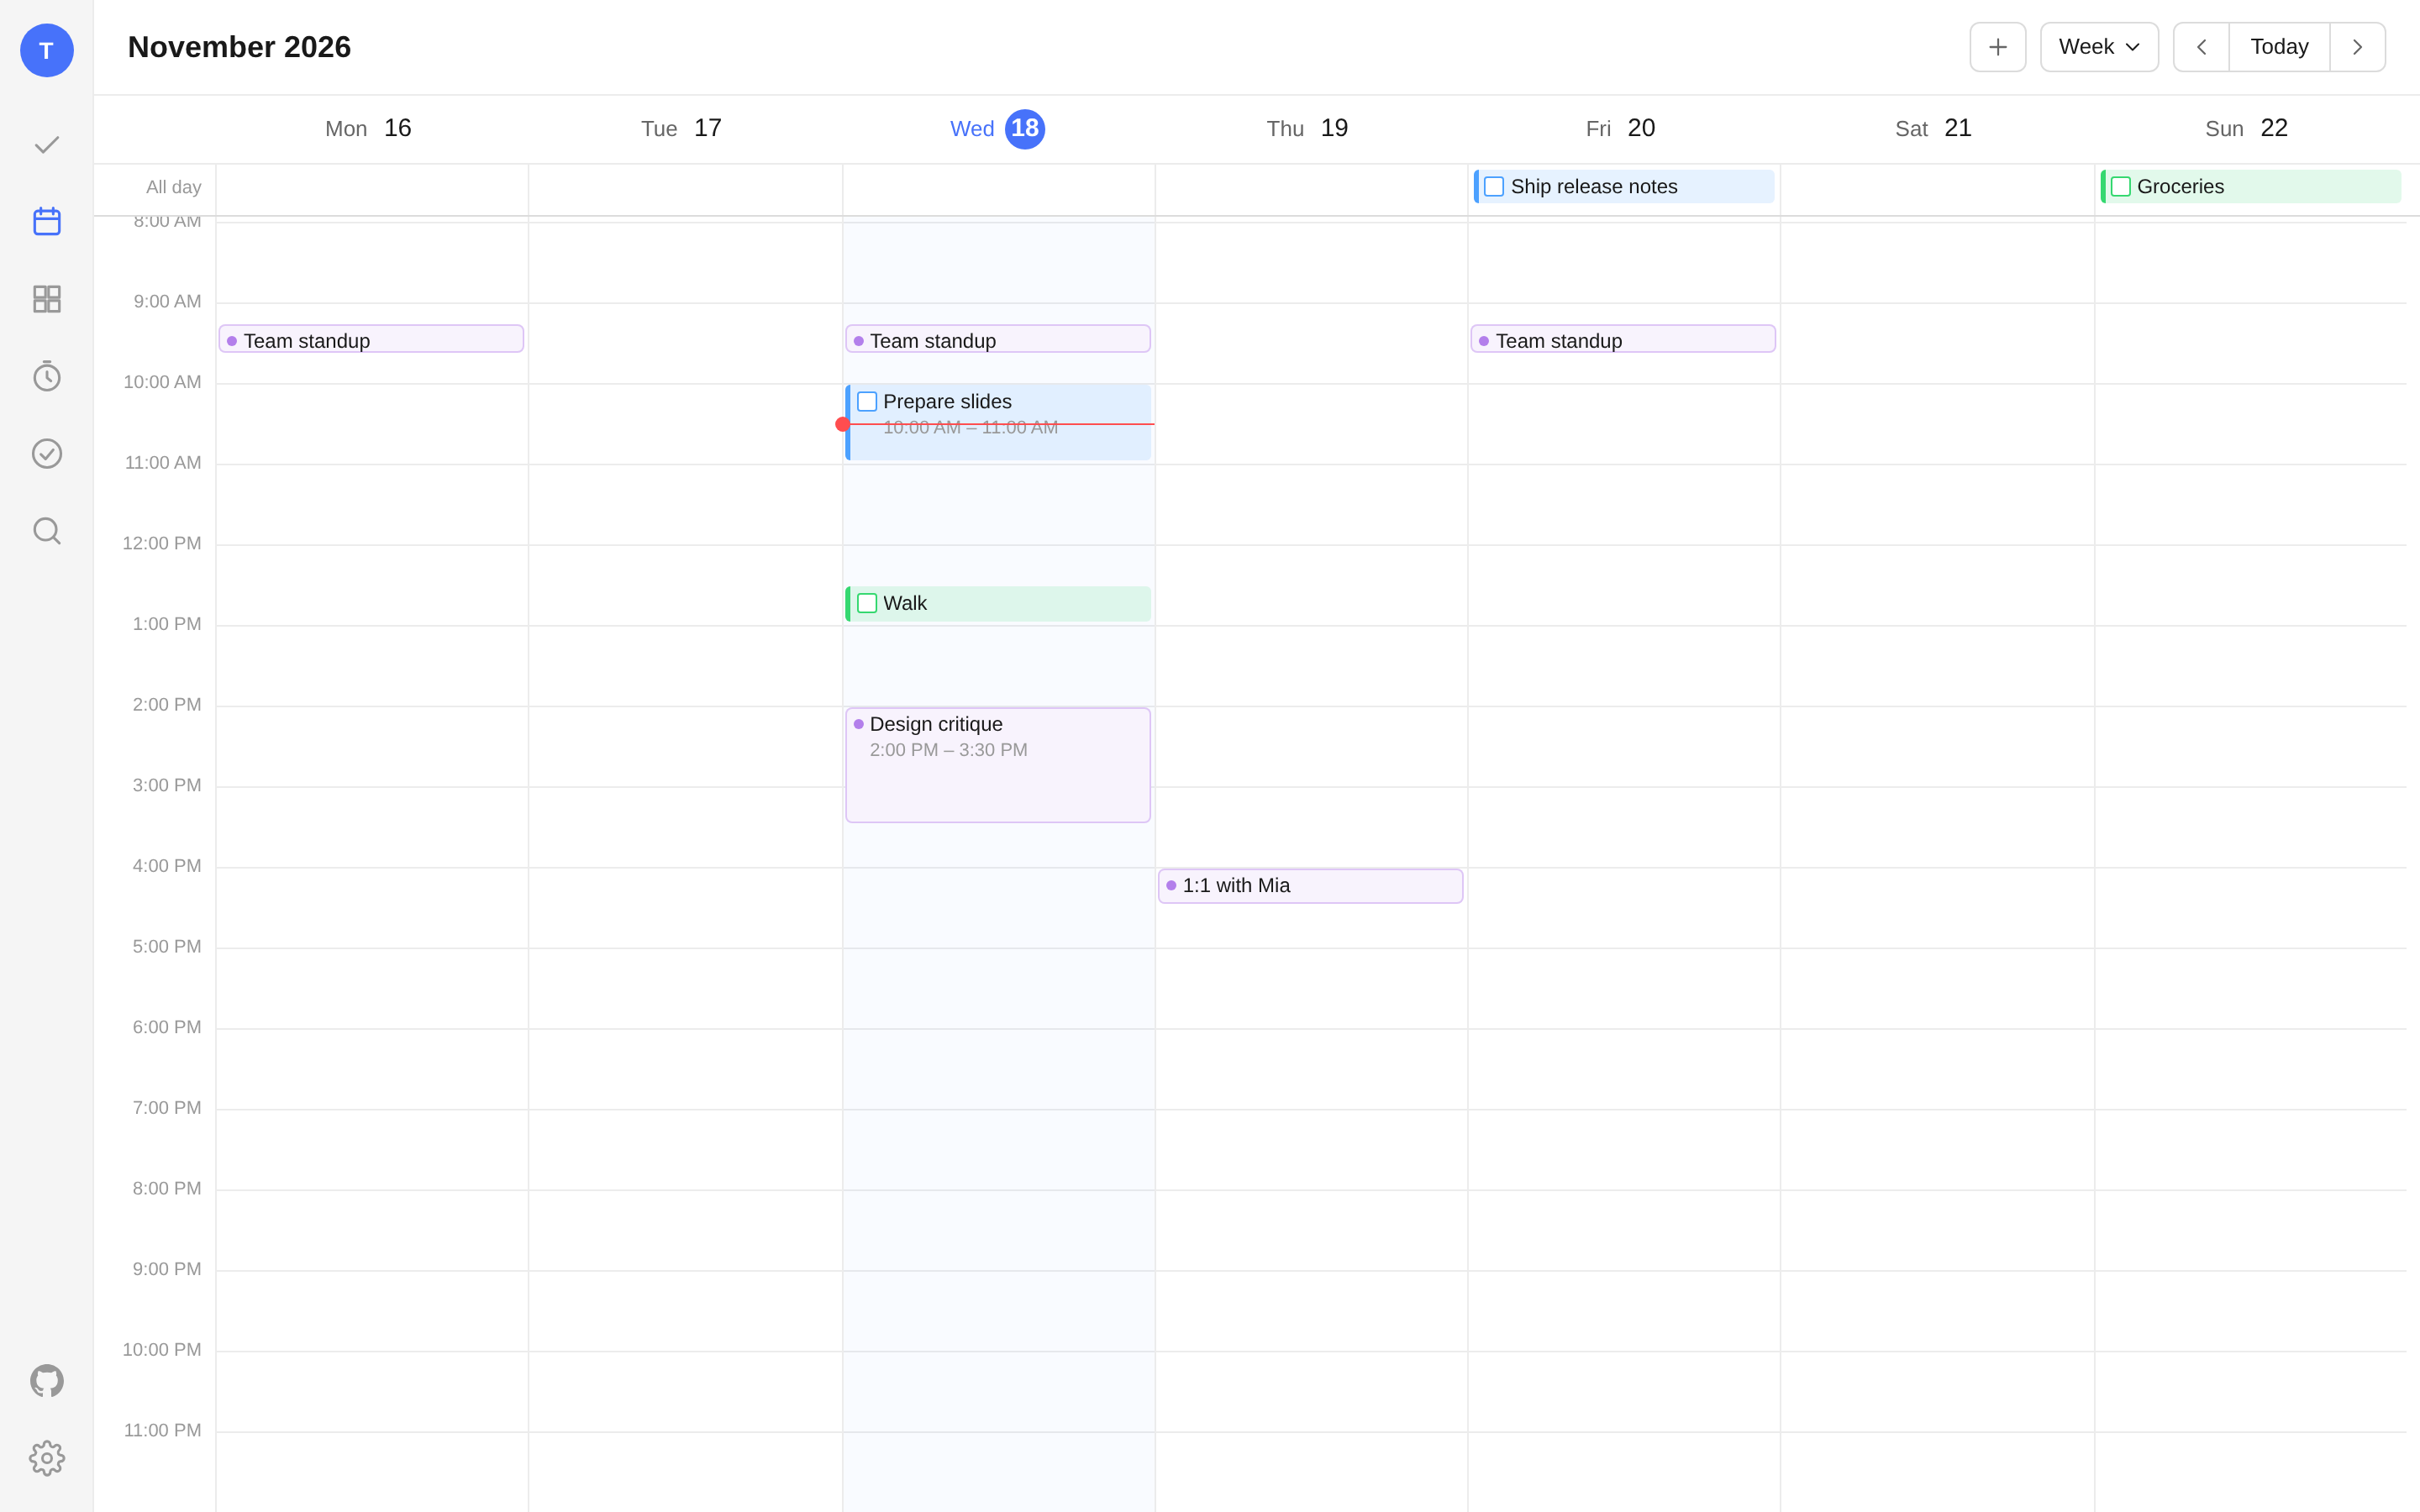 T
November 2026
Week
Today
Mon 16
Tue 17
Wed 18
Thu 19
Fri 20
Sat 21
Sun 22
All day
Ship release notes
Groceries
8:00 AM
9:00 AM
Team standup
Team standup
Team standup
10:00 AM
Prepare slides
10:00 AM – 11:00 AM
11:00 AM
12:00 PM
Walk
1:00 PM
2:00 PM
Design critique
2:00 PM – 3:30 PM
3:00 PM
4:00 PM
1:1 with Mia
5:00 PM
6:00 PM
7:00 PM
8:00 PM
9:00 PM
10:00 PM
11:00 PM